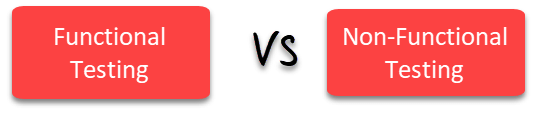 Functional
Testing
VS
Non-Functional
Testing